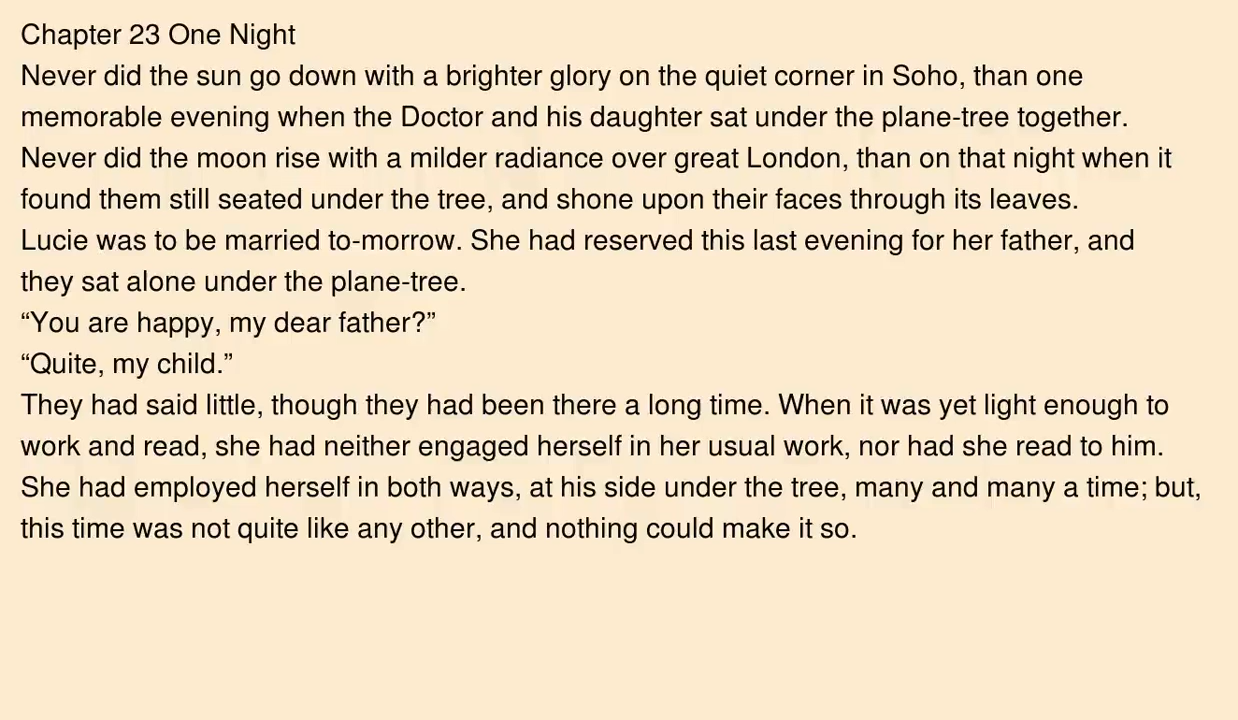 Chapter 23 One Night
Never did the sun go down with a brighter glory on the quiet corner in Soho, than one
memorable evening when the Doctor and his daughter sat under the plane-tree together.
Never did the moon rise with a milder radiance over great London, than on that night when it
found them still seated under the tree, and shone upon their faces through its leaves.
Lucie was to be married to-morrow. She had reserved this last evening for her father, and
they sat alone under the plane-tree.
“You are happy, my dear father?”
“Quite, my child.”
They had said little, though they had been there a long time. When it was yet light enough to
work and read, she had neither engaged herself in her usual work, nor had she read to him.
She had employed herself in both ways, at his side under the tree, many and many a time; but,
this time was not quite like any other, and nothing could make it so.